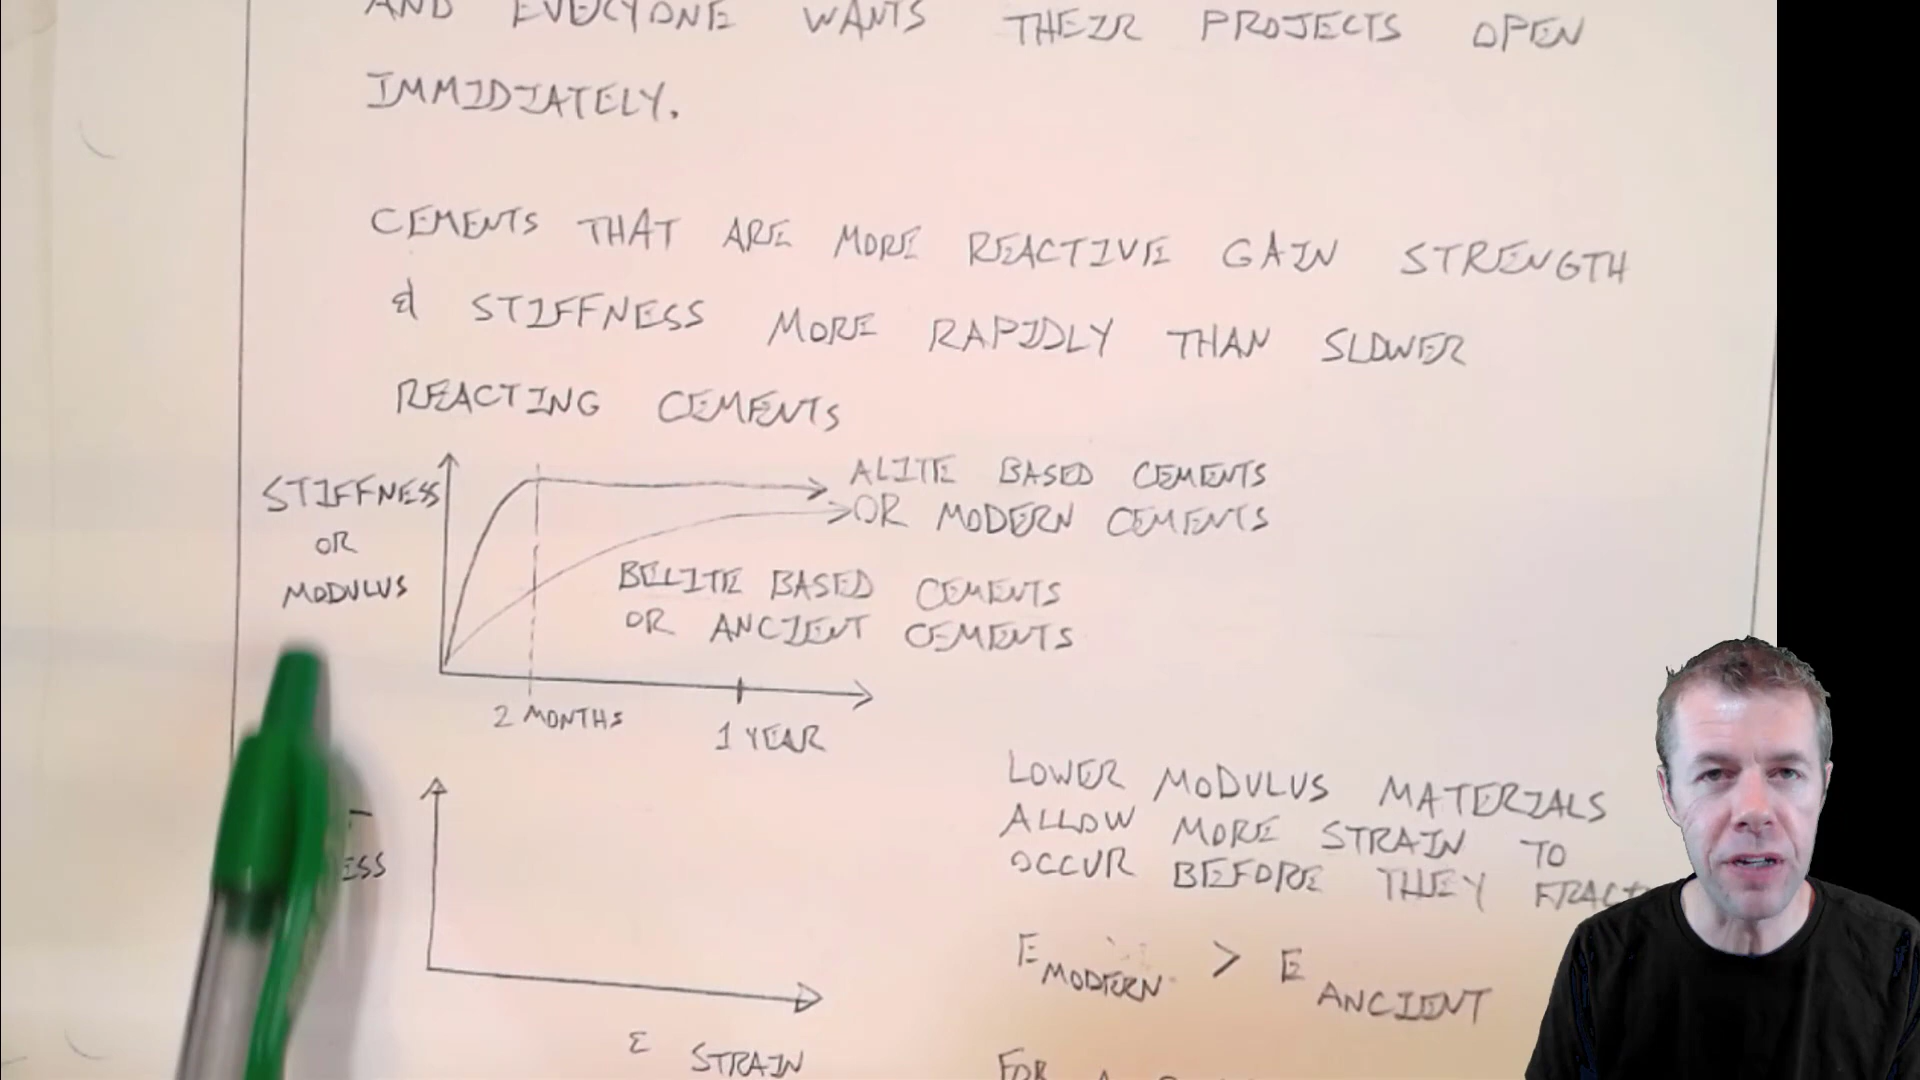 AND EVERYONE WANTS THEIR PROJECTS OPEN
IMMIDIATELY.
CEMENTS THAT ARE MORE REACTIVE GAIN STRENGTH
& STIFFNESS MORE RAPIDLY THAN SLOWER
REACTING CEMENTS
STIFFNESS
OR
MODULUS
ALITE BASED CEMENTS
OR MODERN CEMENTS
BELITE BASED CEMENTS
OR ANCIENT CEMENTS
2 MONTHS
1 YEAR
LOWER MODULUS MATERIALS
ALLOW MORE STRAIN TO
OCCUR BEFORE THEY
E MODERN > E ANCIENT
ε STRAIN
FOR A